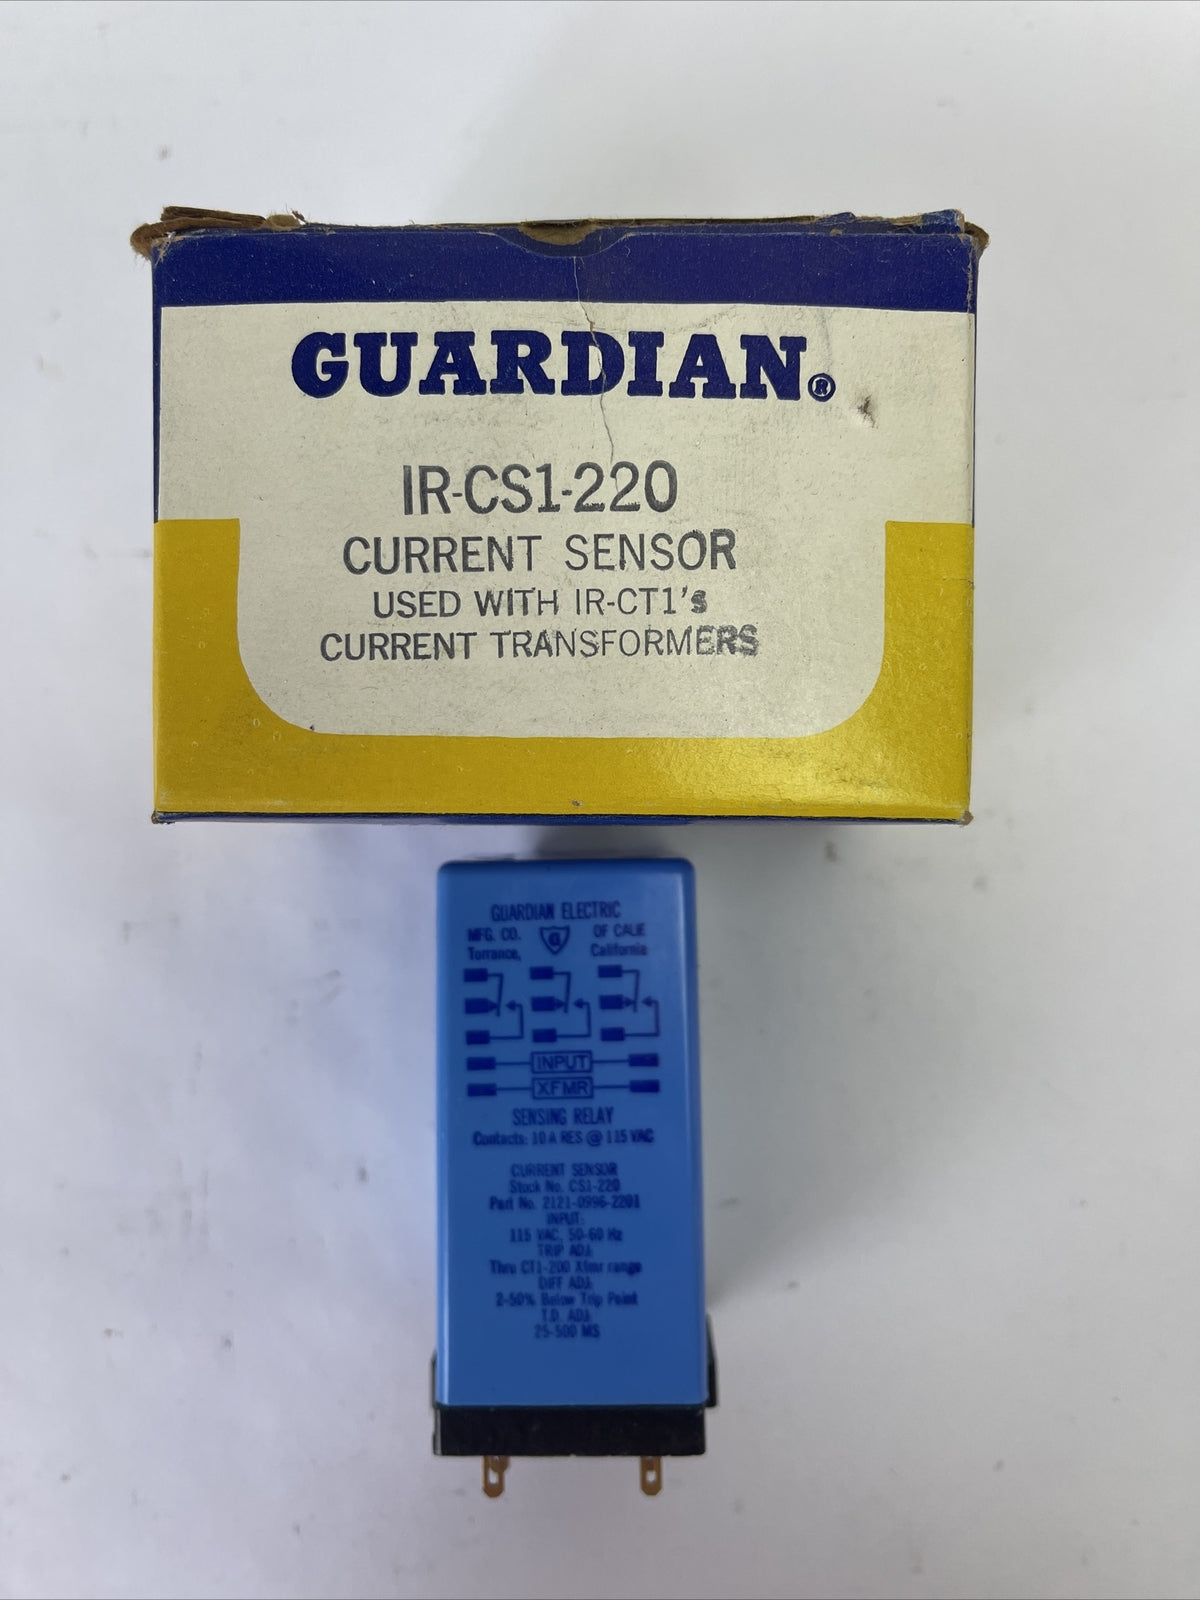 GUARDIAN®
IR-CS1-220
CURRENT SENSOR
USED WITH IR-CT1's
CURRENT TRANSFORMERS
GUARDIAN ELECTRIC
MFG. CO. G OF CALIF
Torrance, California
INPUT
XFMR
SENSING RELAY
Contacts: 10 A RES @ 115 VAC
CURRENT SENSOR
Stock No. CS1-220
Part No. 2121-0996-2201
INPUT:
115 VAC, 50-60 Hz
TRIP ADJ:
Thru CT1-200 Xfmr range
DIFF ADJ:
2-50% Below Trip Point
T.D. ADJ:
25-500 MS